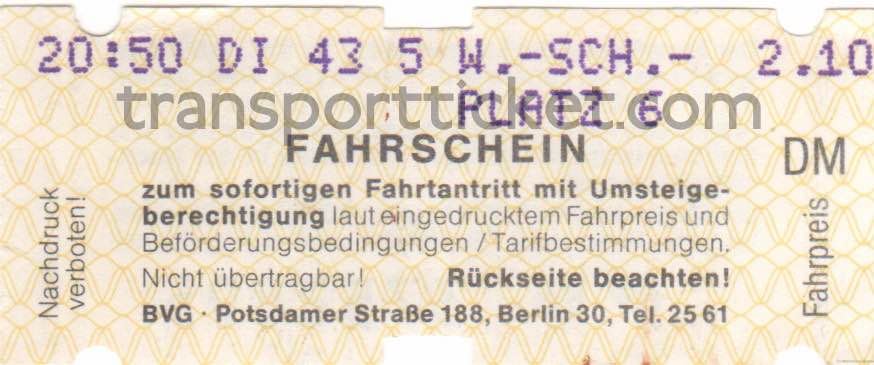 20:50 DI 43 5 W.-SCH.- 2.10
PLATZ 6
transportticket.com
FAHRSCHEIN
DM
zum sofortigen Fahrtantritt mit Umsteige-
berechtigung laut eingedrucktem Fahrpreis und
Beförderungsbedingungen / Tarifbestimmungen.
Nicht übertragbar! Rückseite beachten!
BVG · Potsdamer Straße 188, Berlin 30, Tel. 25 61
Nachdruck
verboten!
Fahrpreis